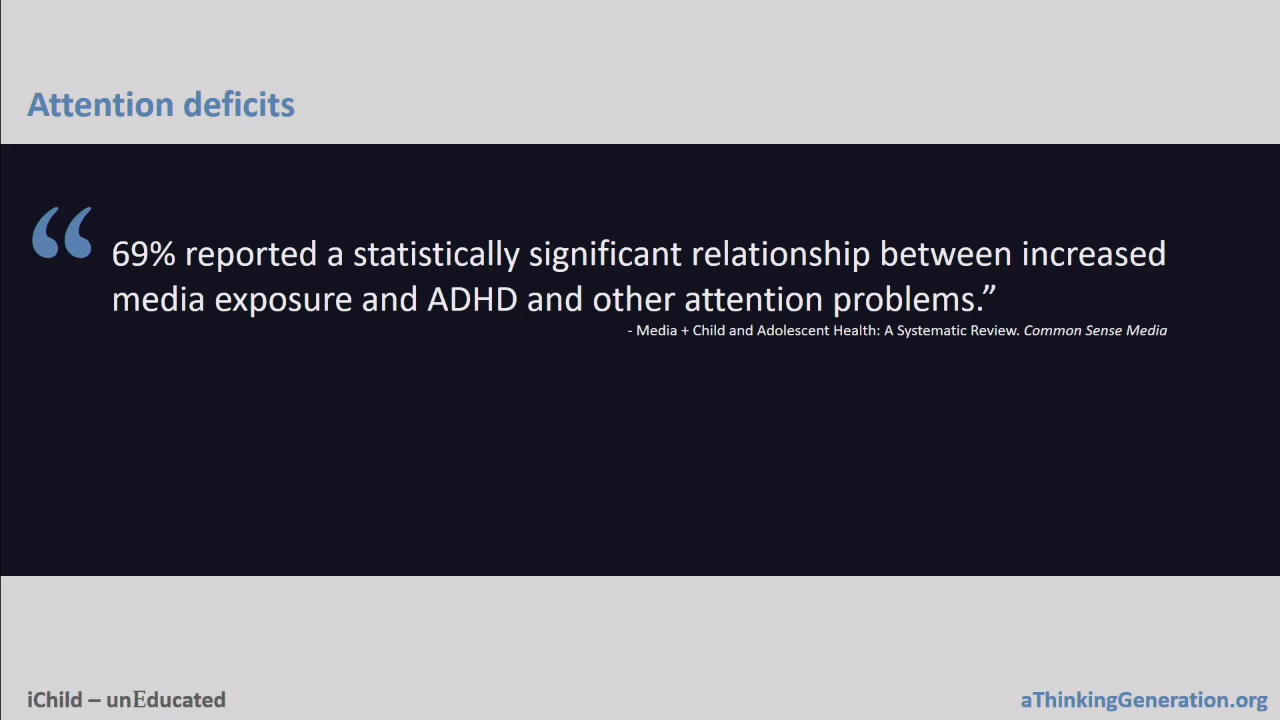 Attention deficits
“ 69% reported a statistically significant relationship between increased
media exposure and ADHD and other attention problems.”
- Media + Child and Adolescent Health: A Systematic Review. Common Sense Media
iChild – unEducated
aThinkingGeneration.org